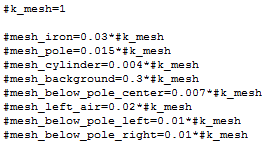 #k_mesh=1
#mesh_iron=0.03*#k_mesh
#mesh_pole=0.015*#k_mesh
#mesh_cylinder=0.004*#k_mesh
#mesh_background=0.3*#k_mesh
#mesh_below_pole_center=0.007*#k_mesh
#mesh_left_air=0.02*#k_mesh
#mesh_below_pole_left=0.01*#k_mesh
#mesh_below_pole_right=0.01*#k_mesh